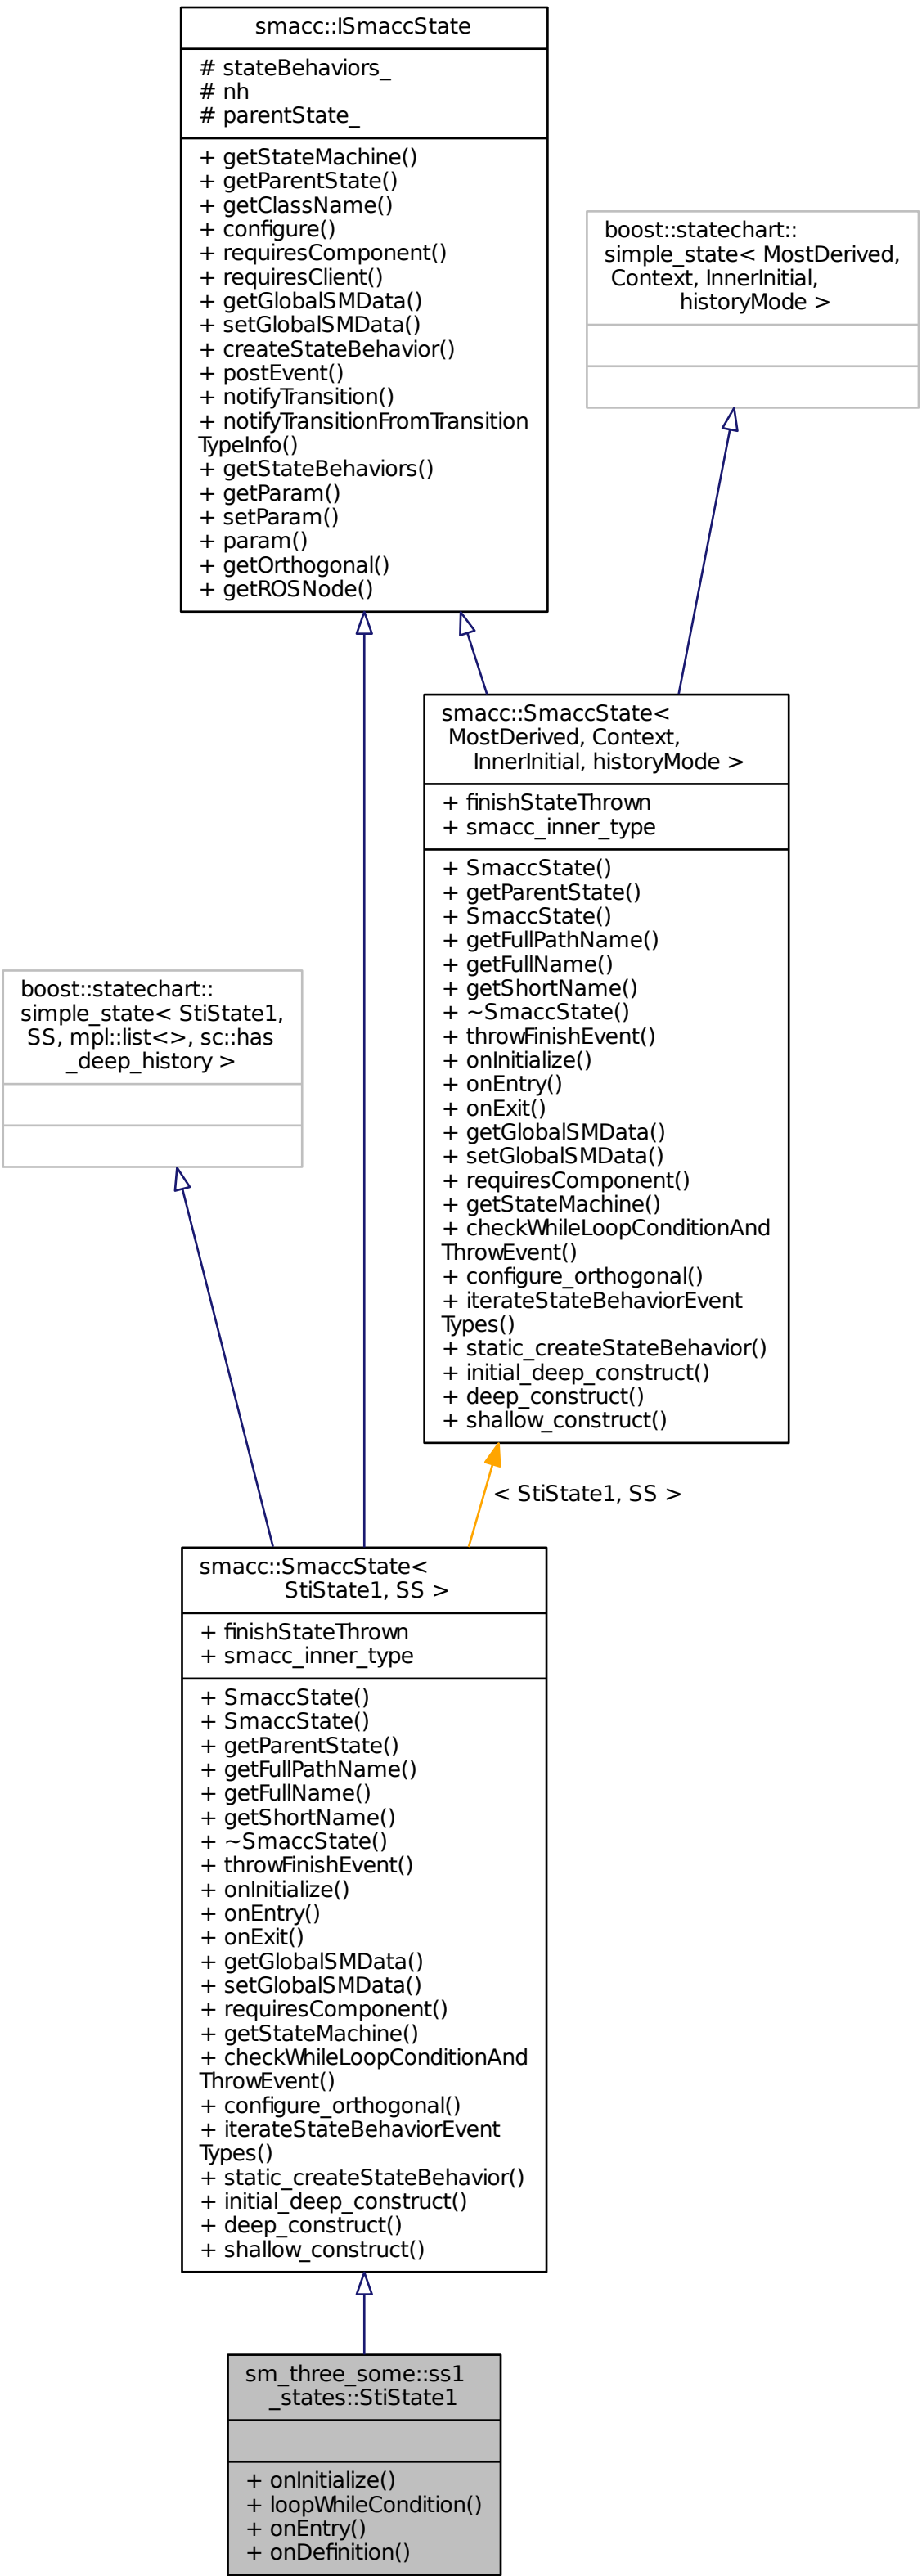 smacc::ISmaccState
# stateBehaviors_
# nh
# parentState_
+ getStateMachine()
+ getParentState()
+ getClassName()
+ configure()
+ requiresComponent()
+ requiresClient()
+ getGlobalSMData()
+ setGlobalSMData()
+ createStateBehavior()
+ postEvent()
+ notifyTransition()
+ notifyTransitionFromTransition
TypeInfo()
+ getStateBehaviors()
+ getParam()
+ setParam()
+ param()
+ getOrthogonal()
+ getROSNode()
boost::statechart::
simple_state< MostDerived,
Context, InnerInitial,
historyMode >
smacc::SmaccState<
MostDerived, Context,
InnerInitial, historyMode >
+ finishStateThrown
+ smacc_inner_type
+ SmaccState()
+ getParentState()
+ SmaccState()
+ getFullPathName()
+ getFullName()
+ getShortName()
+ ~SmaccState()
+ throwFinishEvent()
+ onInitialize()
+ onEntry()
+ onExit()
+ getGlobalSMData()
+ setGlobalSMData()
+ requiresComponent()
+ getStateMachine()
+ checkWhileLoopConditionAnd
ThrowEvent()
+ configure_orthogonal()
+ iterateStateBehaviorEvent
Types()
+ static_createStateBehavior()
+ initial_deep_construct()
+ deep_construct()
+ shallow_construct()
boost::statechart::
simple_state< StiState1,
SS, mpl::list<>, sc::has
_deep_history >
< StiState1, SS >
smacc::SmaccState<
StiState1, SS >
+ finishStateThrown
+ smacc_inner_type
+ SmaccState()
+ SmaccState()
+ getParentState()
+ getFullPathName()
+ getFullName()
+ getShortName()
+ ~SmaccState()
+ throwFinishEvent()
+ onInitialize()
+ onEntry()
+ onExit()
+ getGlobalSMData()
+ setGlobalSMData()
+ requiresComponent()
+ getStateMachine()
+ checkWhileLoopConditionAnd
ThrowEvent()
+ configure_orthogonal()
+ iterateStateBehaviorEvent
Types()
+ static_createStateBehavior()
+ initial_deep_construct()
+ deep_construct()
+ shallow_construct()
sm_three_some::ss1
_states::StiState1
+ onInitialize()
+ loopWhileCondition()
+ onEntry()
+ onDefinition()